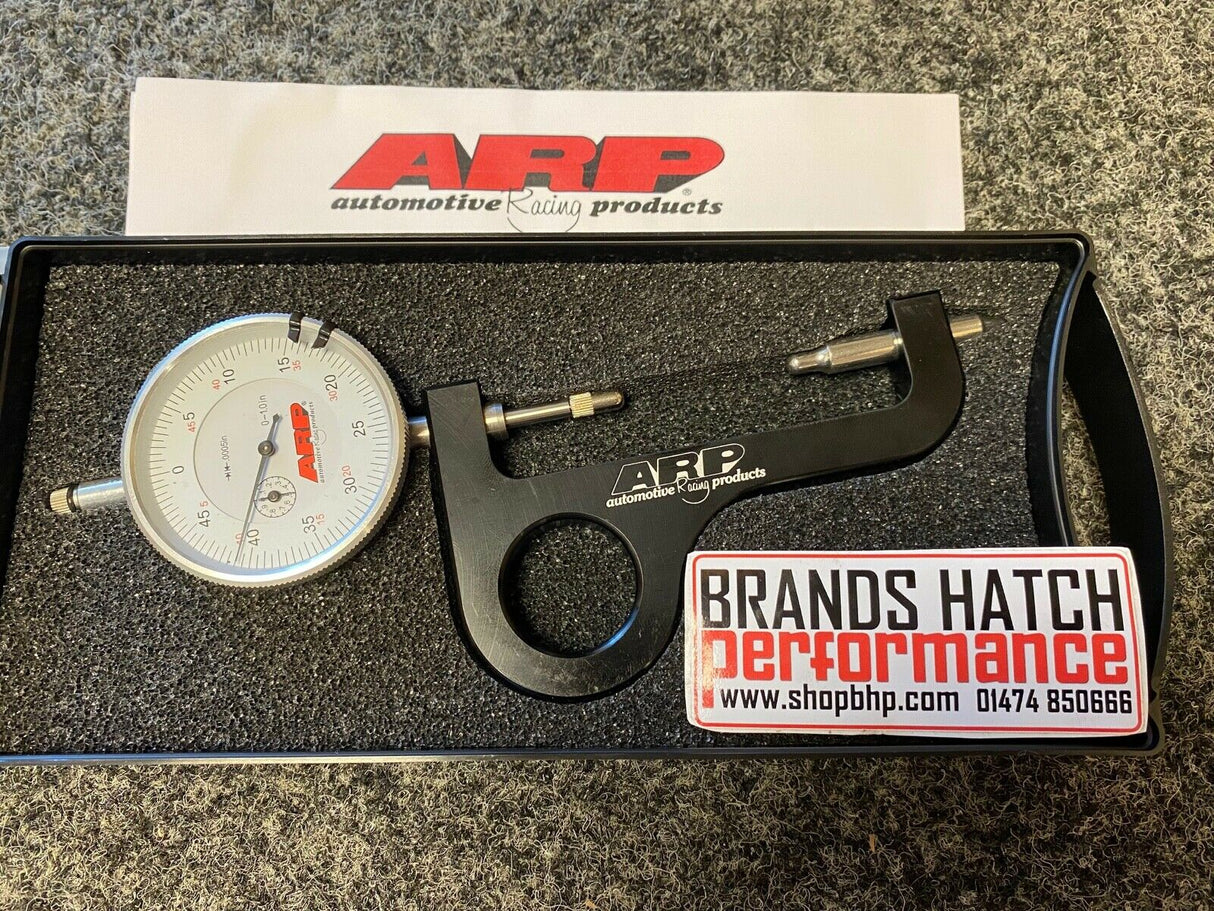 ARP®
automotive Racing products
0-1.0in
.0005in
ARP
automotive Racing products
0
5
10
15
20
25
30
35
40
45
45
40
35
30
20
15
10
5
ARP
automotive Racing products
BRANDS HATCH
performance
www.shopbhp.com 01474 850666